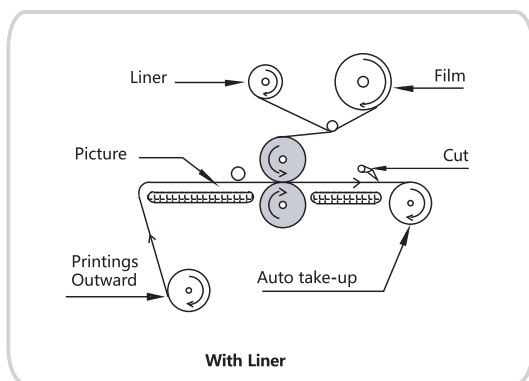 Liner
Film
Picture
Cut
Printings
Outward
Auto take-up
With Liner